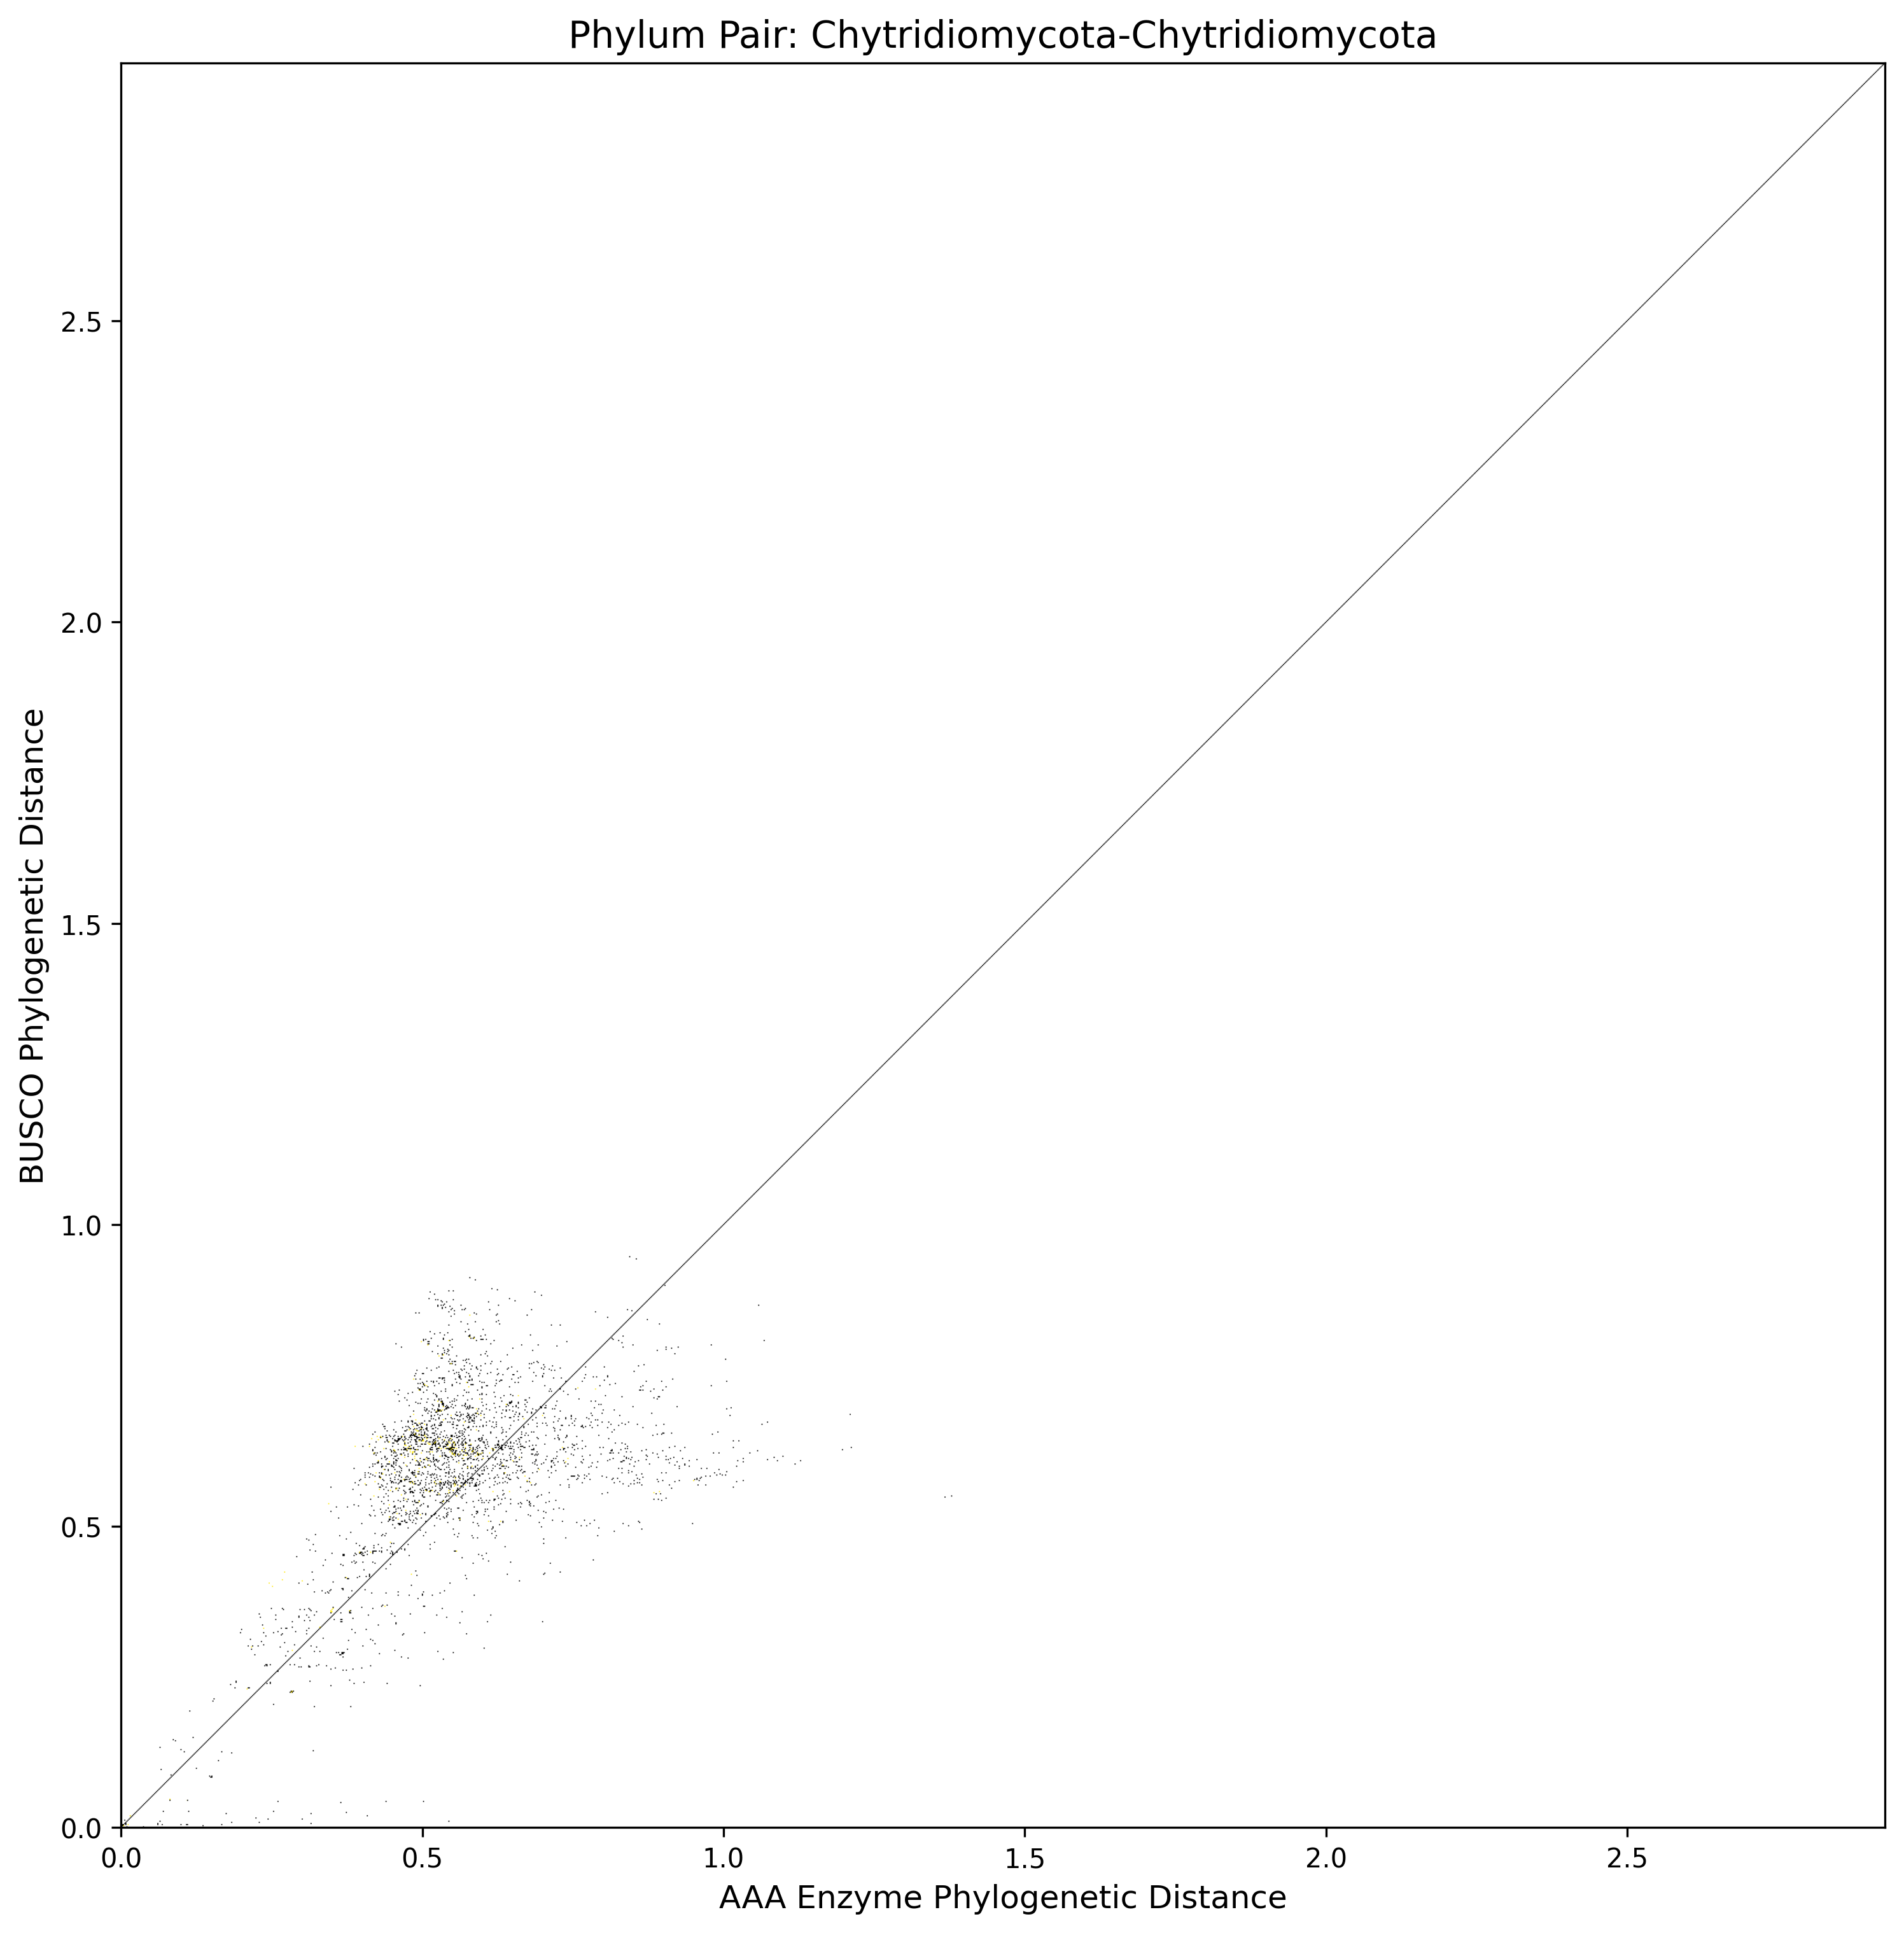 Phylum Pair: Chytridiomycota-Chytridiomycota
BUSCO Phylogenetic Distance
2.5
2.0
1.5
1.0
0.5
0.0
0.0 0.5 1.0 1.5 2.0 2.5
AAA Enzyme Phylogenetic Distance